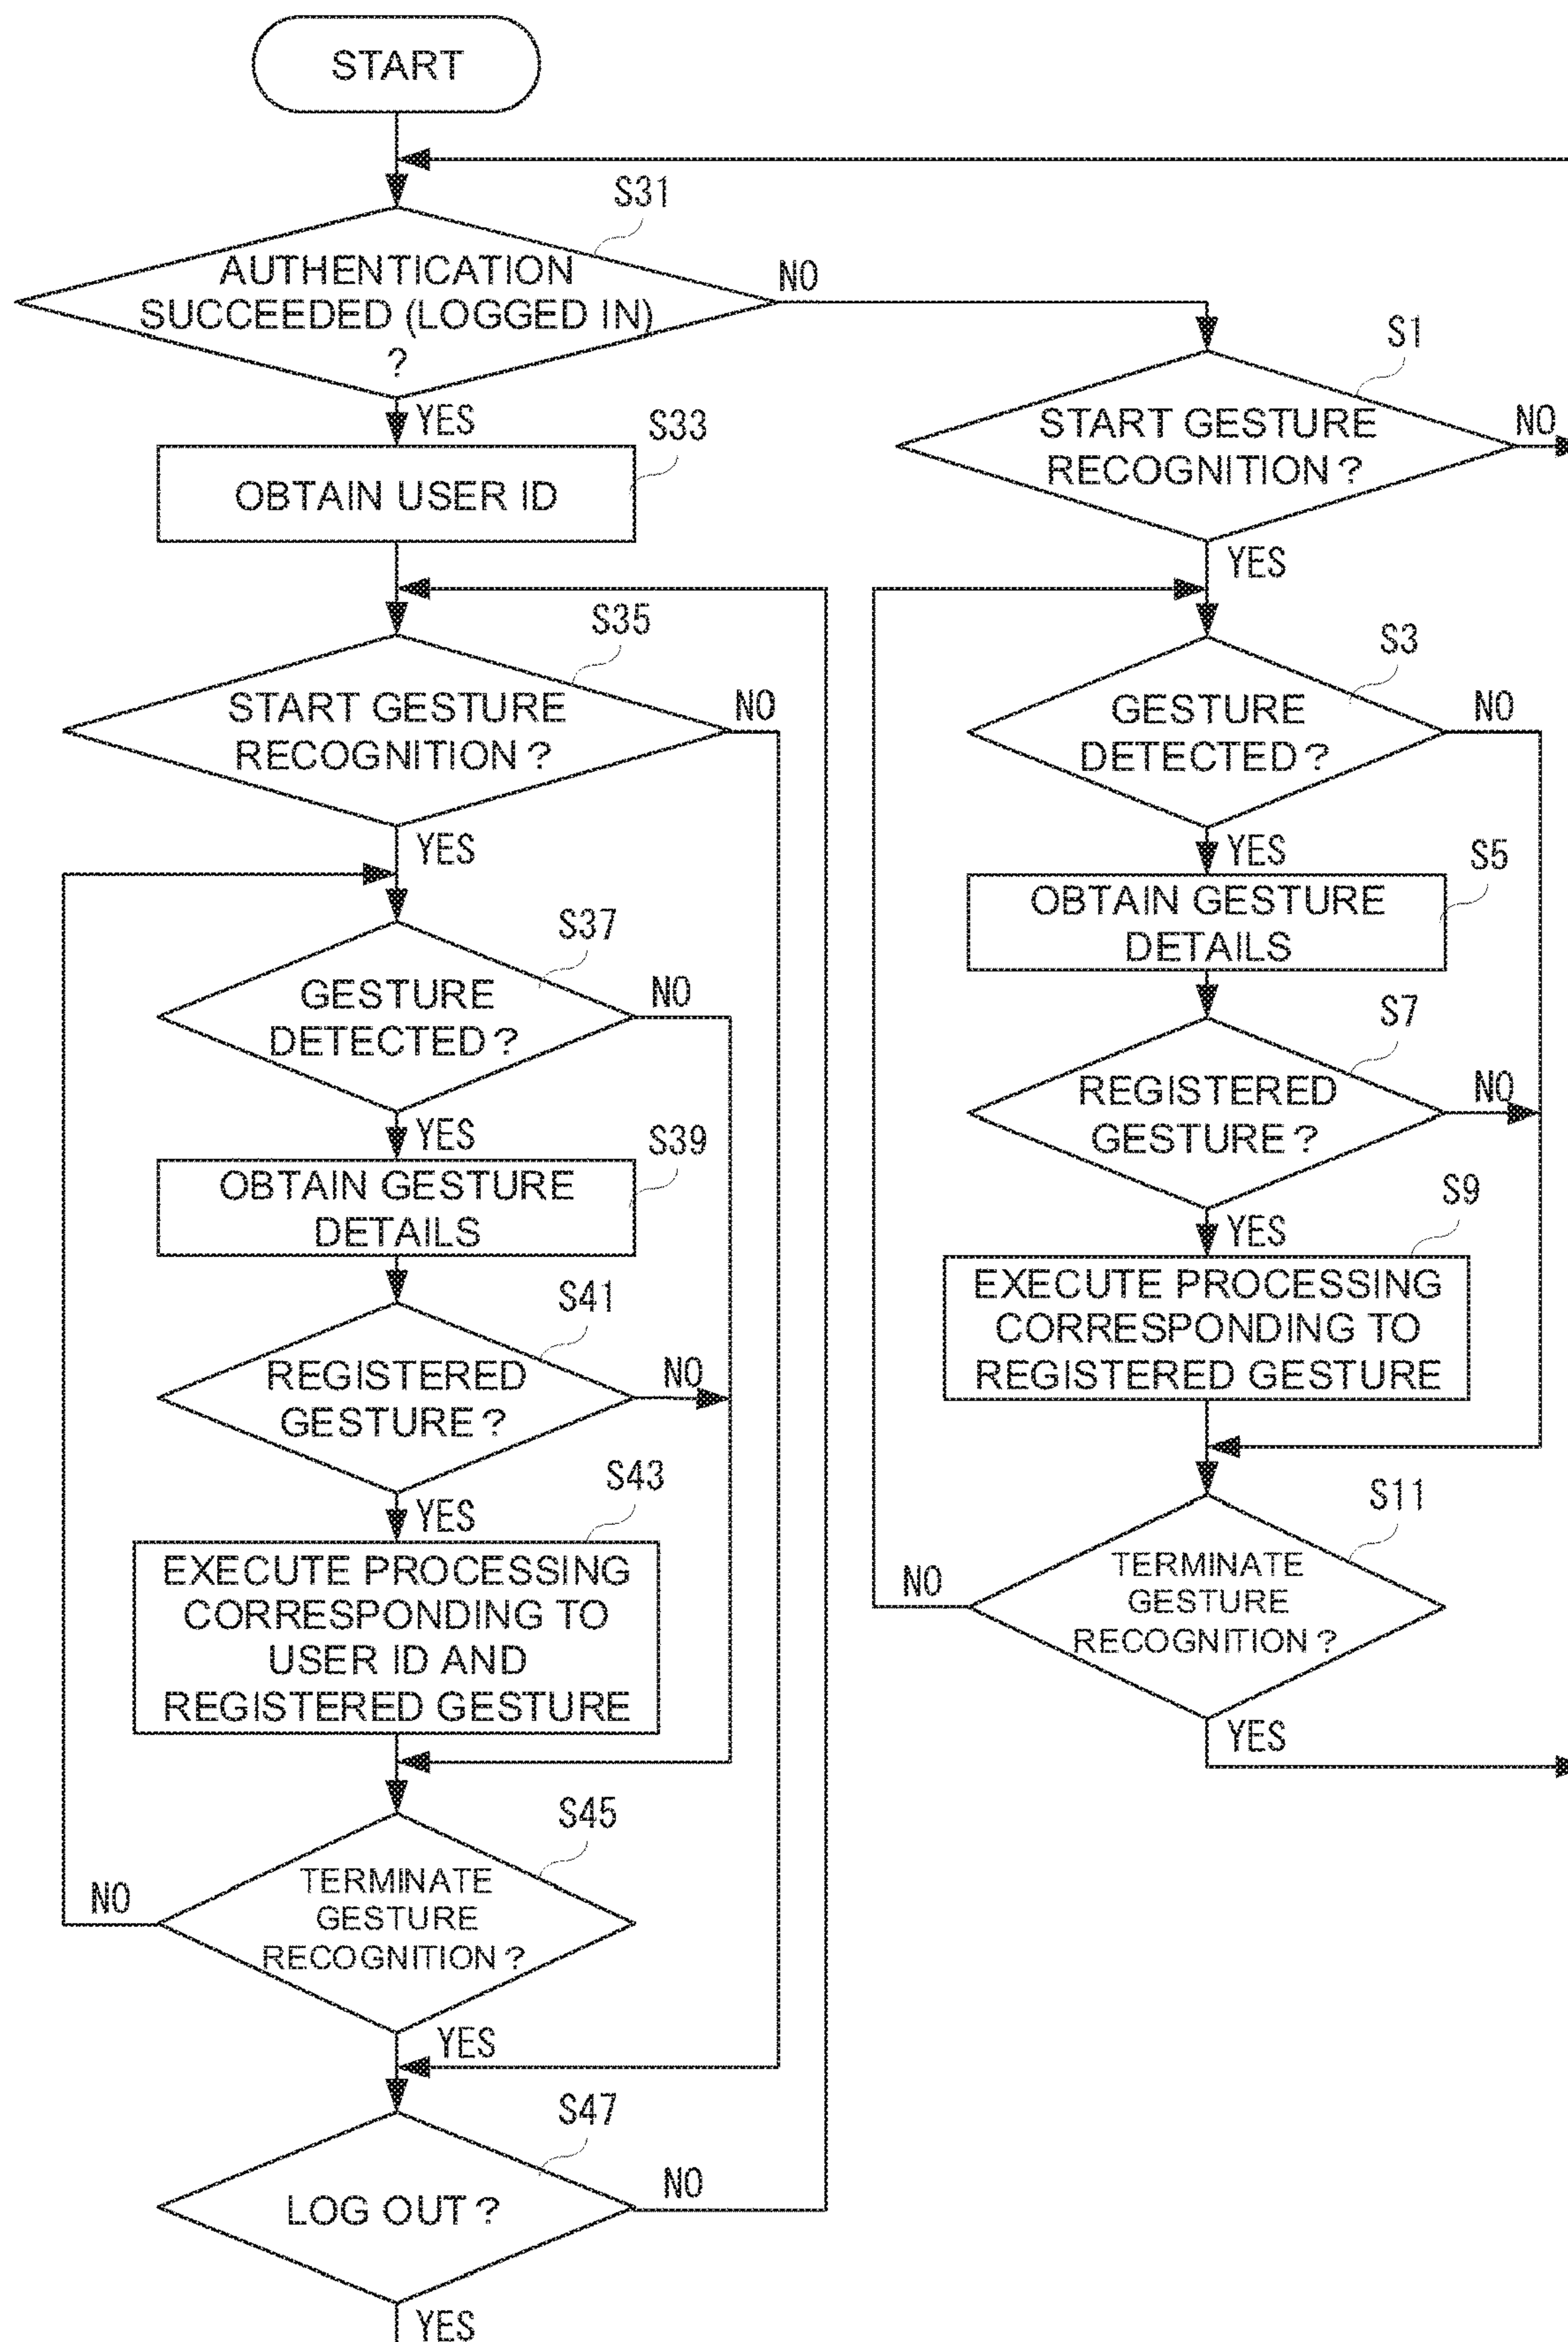 START
S31
AUTHENTICATION
SUCCEEDED (LOGGED IN)
?
NO
YES
S33
OBTAIN USER ID
S35
START GESTURE
RECOGNITION ?
NO
YES
S37
GESTURE
DETECTED ?
NO
YES
S39
OBTAIN GESTURE
DETAILS
S41
REGISTERED
GESTURE ?
NO
YES
S43
EXECUTE PROCESSING
CORRESPONDING TO
USER ID AND
REGISTERED GESTURE
S45
TERMINATE
GESTURE
RECOGNITION ?
NO
YES
S47
LOG OUT ?
NO
YES
S1
START GESTURE
RECOGNITION ?
NO
YES
S3
GESTURE
DETECTED ?
NO
YES
S5
OBTAIN GESTURE
DETAILS
S7
REGISTERED
GESTURE ?
NO
YES
S9
EXECUTE PROCESSING
CORRESPONDING TO
REGISTERED GESTURE
S11
TERMINATE
GESTURE
RECOGNITION ?
NO
YES